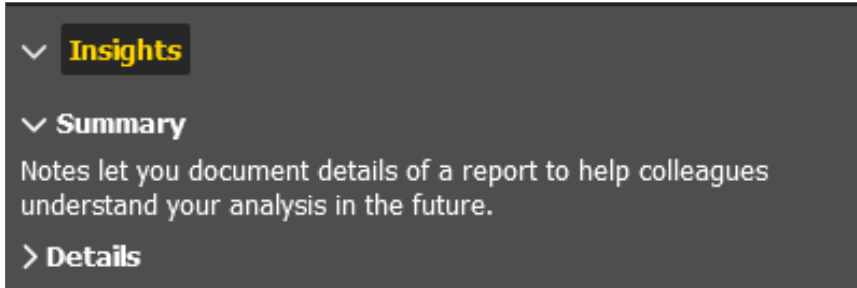 Insights
Summary
Notes let you document details of a report to help colleagues
understand your analysis in the future.
Details